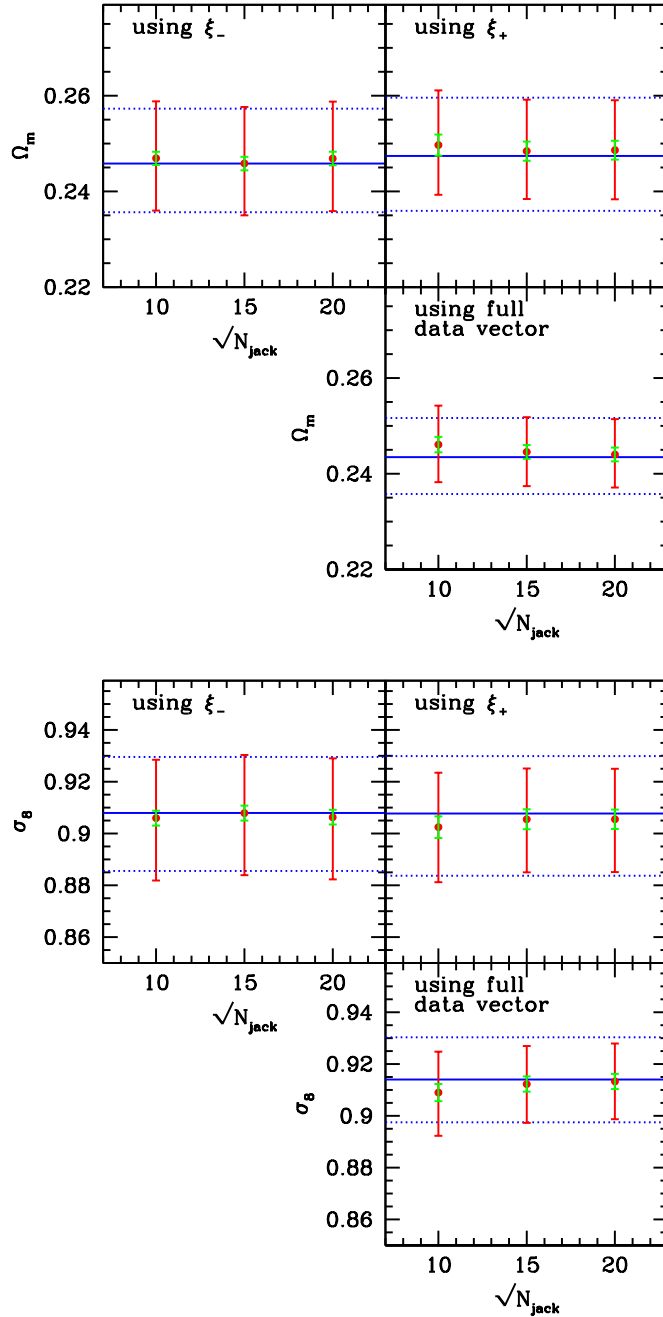 using ξ₋
using ξ₊
0.26
0.24
0.22
Ωₘ
10 15 20
√N_jack
using full
data vector
0.26
0.24
0.22
Ωₘ
10 15 20
√N_jack
using ξ₋
using ξ₊
0.94
0.92
0.9
0.88
0.86
σ₈
10 15 20
√N_jack
using full
data vector
0.94
0.92
0.9
0.88
0.86
σ₈
10 15 20
√N_jack